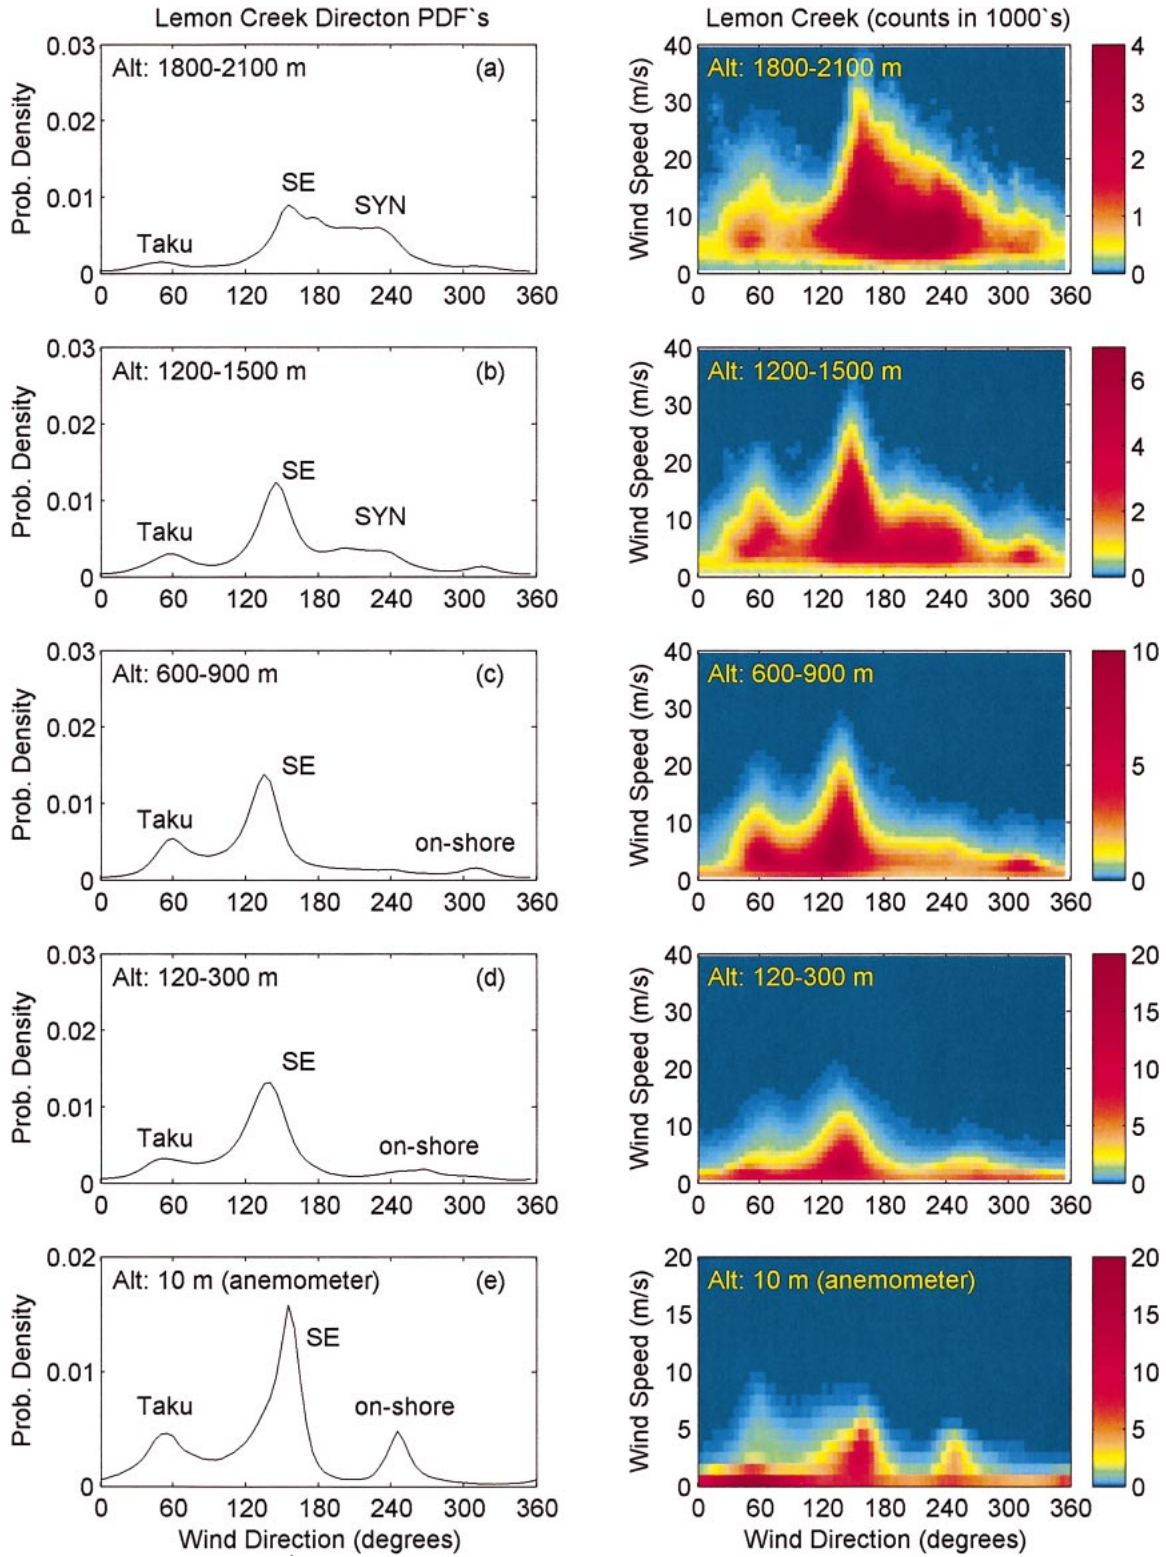 Lemon Creek Directon PDF`s
Prob. Density
0.03
0.02
0.01
0
Alt: 1800-2100 m
(a)
Taku
SE
SYN
0 60 120 180 240 300 360
Lemon Creek (counts in 1000`s)
Wind Speed (m/s)
40
30
20
10
0
Alt: 1800-2100 m
0 60 120 180 240 300 360
4
3
2
1
0
Prob. Density
0.03
0.02
0.01
0
Alt: 1200-1500 m
(b)
Taku
SE
SYN
0 60 120 180 240 300 360
Wind Speed (m/s)
40
30
20
10
0
Alt: 1200-1500 m
0 60 120 180 240 300 360
6
4
2
0
Prob. Density
0.03
0.02
0.01
0
Alt: 600-900 m
(c)
Taku
SE
on-shore
0 60 120 180 240 300 360
Wind Speed (m/s)
40
30
20
10
0
Alt: 600-900 m
0 60 120 180 240 300 360
10
5
0
Prob. Density
0.03
0.02
0.01
0
Alt: 120-300 m
(d)
Taku
SE
on-shore
0 60 120 180 240 300 360
Wind Speed (m/s)
40
30
20
10
0
Alt: 120-300 m
0 60 120 180 240 300 360
20
15
10
5
0
Prob. Density
0.02
0.01
0
Alt: 10 m (anemometer)
(e)
Taku
SE
on-shore
0 60 120 180 240 300 360
Wind Direction (degrees)
Wind Speed (m/s)
20
15
10
5
0
Alt: 10 m (anemometer)
0 60 120 180 240 300 360
Wind Direction (degrees)
20
15
10
5
0